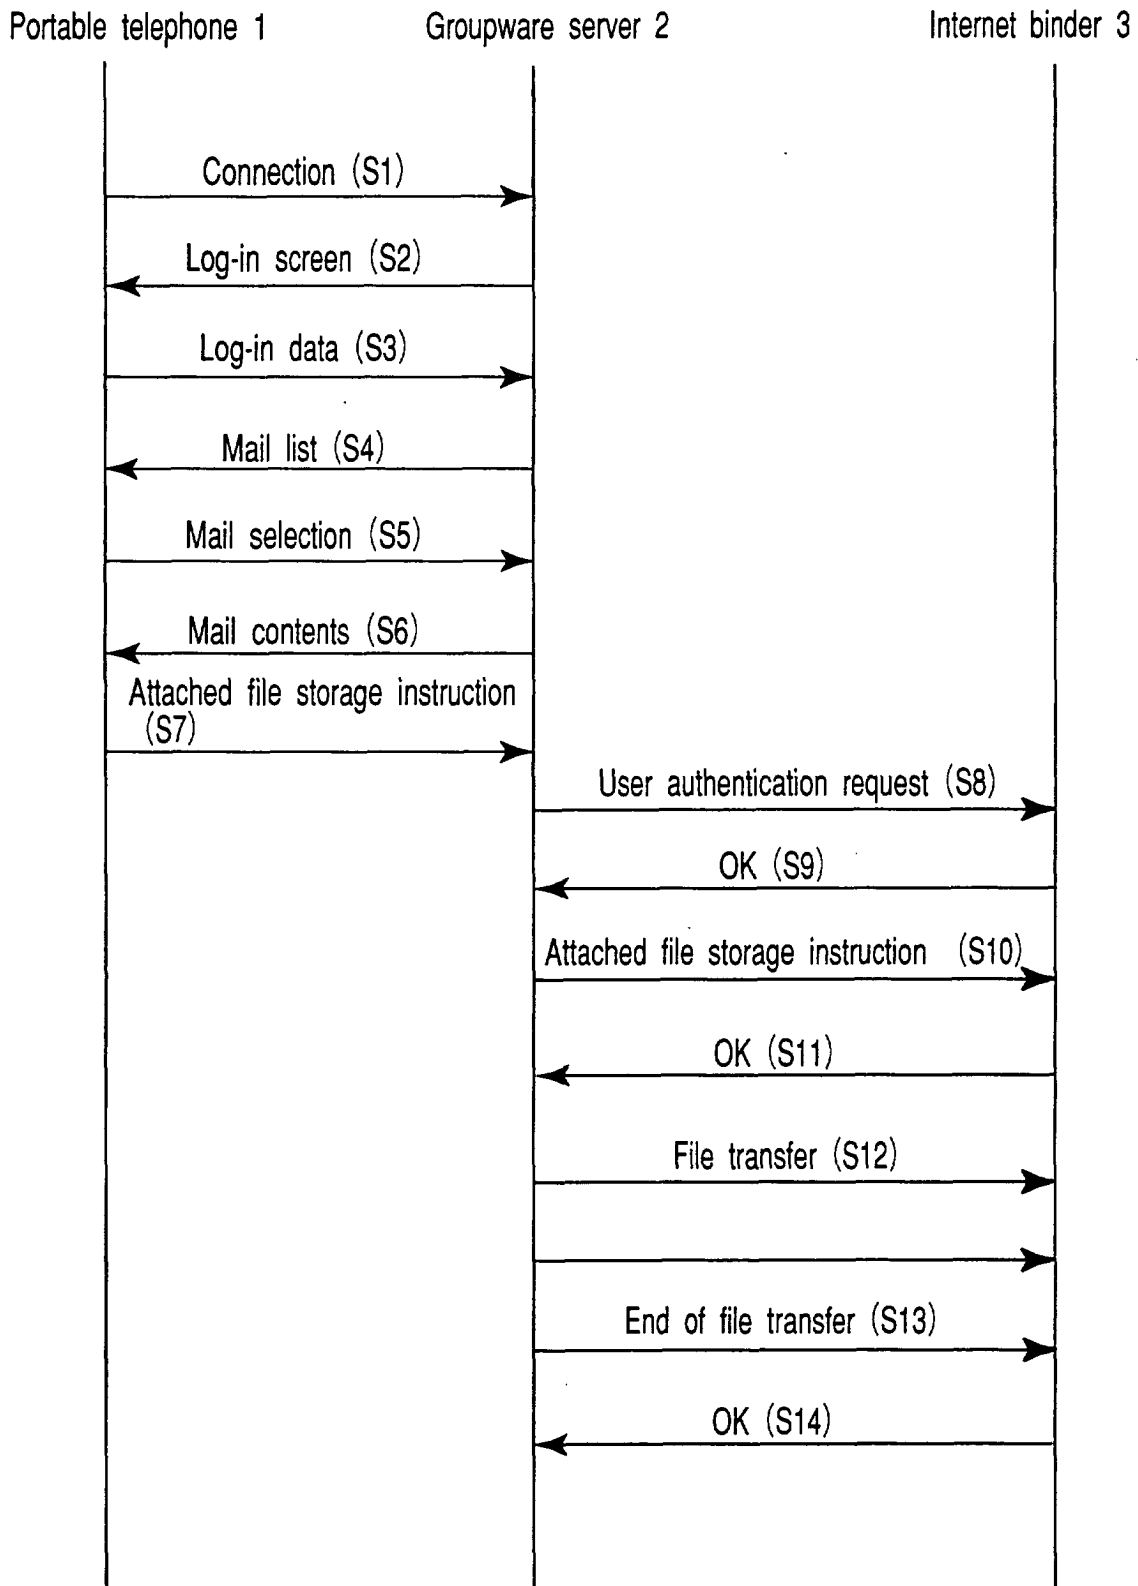 Portable telephone 1
Groupware server 2
Internet binder 3
Connection (S1)
Log-in screen (S2)
Log-in data (S3)
Mail list (S4)
Mail selection (S5)
Mail contents (S6)
Attached file storage instruction
(S7)
User authentication request (S8)
OK (S9)
Attached file storage instruction (S10)
OK (S11)
File transfer (S12)
End of file transfer (S13)
OK (S14)